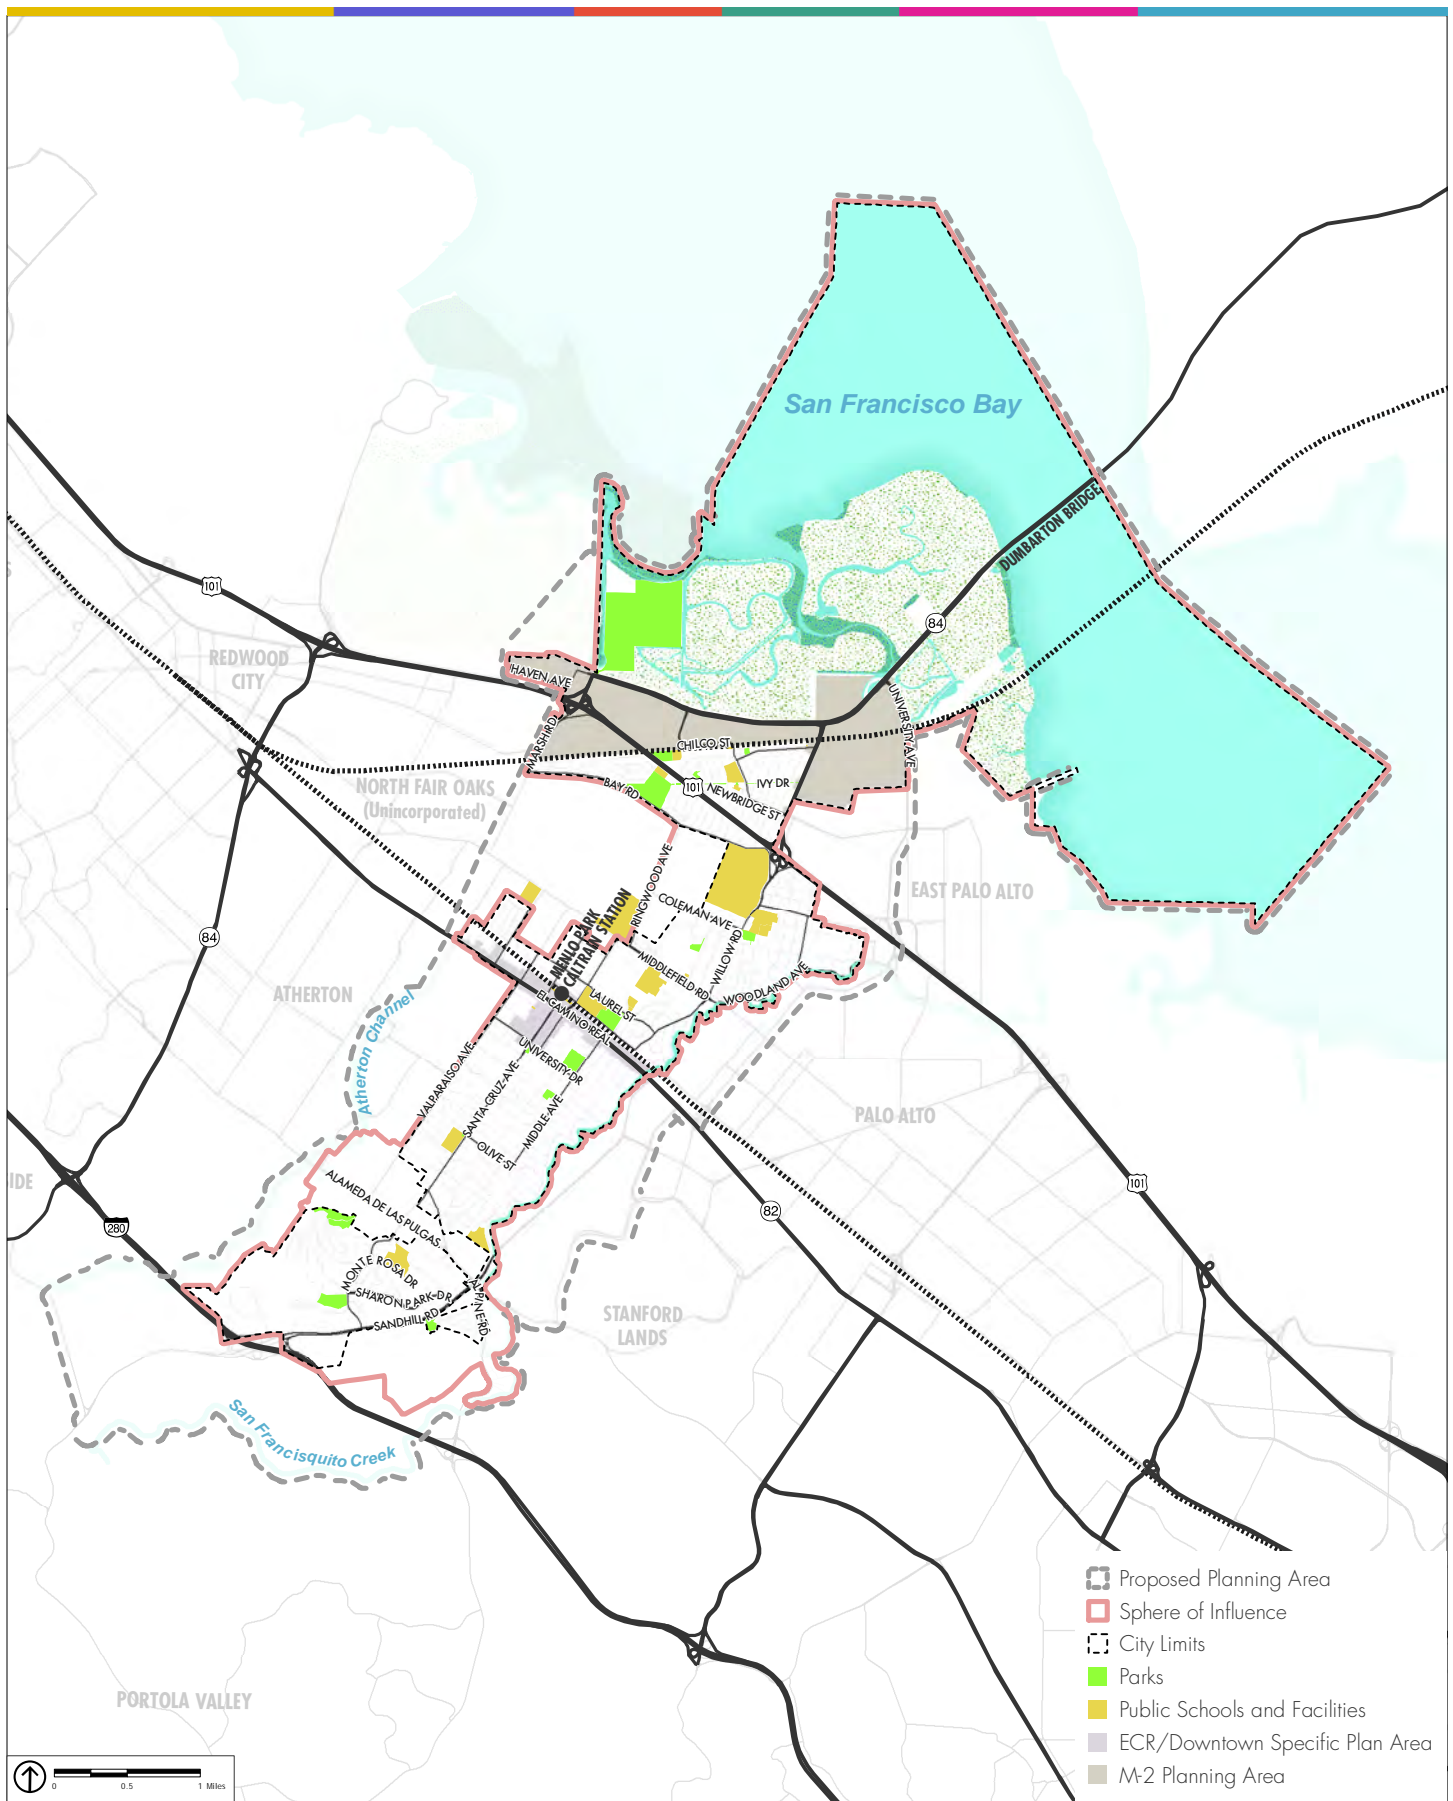 San Francisco Bay
DUMBARTON BRIDGE
101
84
REDWOOD
CITY
HAVEN AVE
UNIVERSITY AVE
MARSH RD
CHILCO ST
NORTH FAIR OAKS
(Unincorporated)
BAY RD
101
IVY DR
NEWBRIDGE ST
RINGWOOD AVE
EAST PALO ALTO
COLEMAN AVE
MENLO PARK
CALTRAIN STATION
84
WILLOW RD
MIDDLEFIELD RD
WOODLAND AVE
ATHERTON
LAUREL ST
EL CAMINO REAL
Atherton Channel
UNIVERSITY DR
VALPARAISO AVE
SANTA CRUZ AVE
MIDDLE AVE
OLIVE ST
PALO ALTO
IDE
101
82
280
ALAMEDA DE LAS PULGAS
MONTE ROSA DR
SHARON PARK DR
SANDHILL RD
ALPINE RD
STANFORD
LANDS
San Francisquito Creek
PORTOLA VALLEY
Proposed Planning Area
Sphere of Influence
City Limits
Parks
Public Schools and Facilities
ECR/Downtown Specific Plan Area
M-2 Planning Area
0 0.5 1 Miles